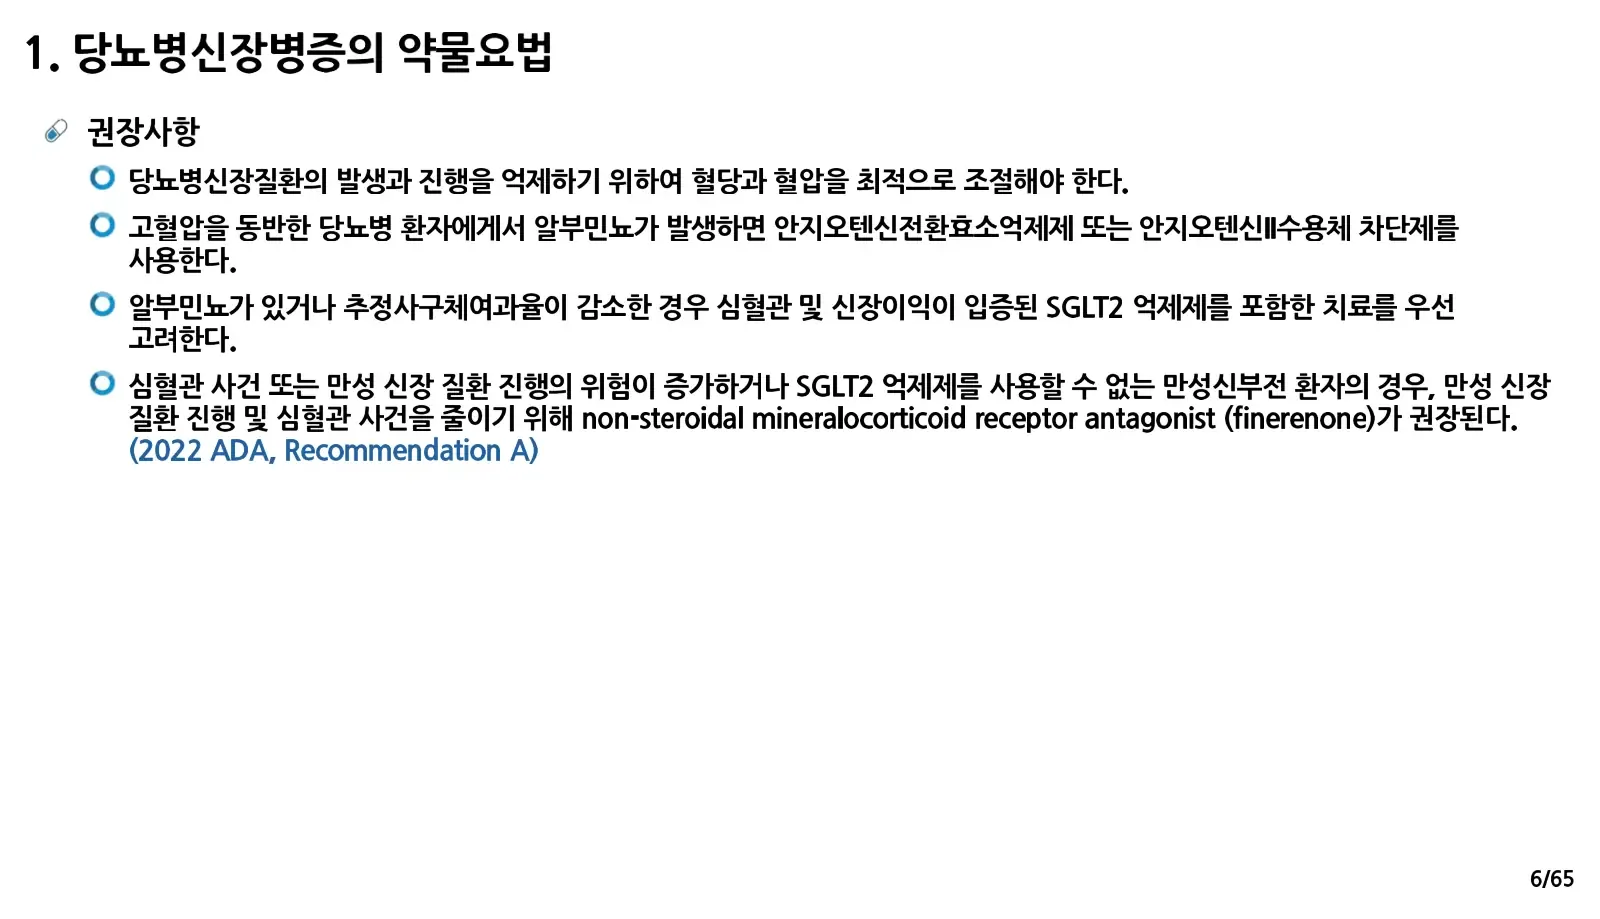 1. 당뇨병신장병증의 약물요법
권장사항
당뇨병신장질환의 발생과 진행을 억제하기 위하여 혈당과 혈압을 최적으로 조절해야 한다.
고혈압을 동반한 당뇨병 환자에게서 알부민뇨가 발생하면 안지오텐신전환효소억제제 또는 안지오텐신II수용체 차단제를
사용한다.
알부민뇨가 있거나 추정사구체여과율이 감소한 경우 심혈관 및 신장이익이 입증된 SGLT2 억제제를 포함한 치료를 우선
고려한다.
심혈관 사건 또는 만성 신장 질환 진행의 위험이 증가하거나 SGLT2 억제제를 사용할 수 없는 만성신부전 환자의 경우, 만성 신장
질환 진행 및 심혈관 사건을 줄이기 위해 non-steroidal mineralocorticoid receptor antagonist (finerenone)가 권장된다.
(2022 ADA, Recommendation A)
6/65